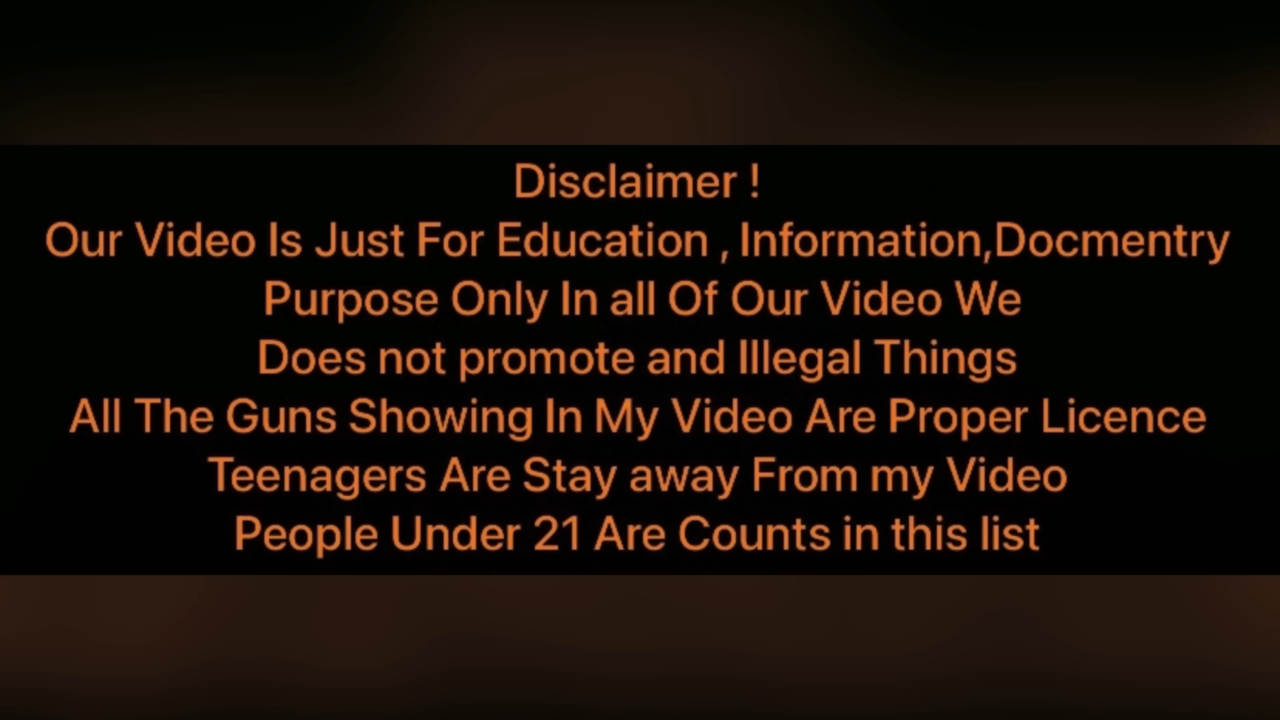 Disclaimer !
Our Video Is Just For Education , Information,Docmentry
Purpose Only In all Of Our Video We
Does not promote and Illegal Things
All The Guns Showing In My Video Are Proper Licence
Teenagers Are Stay away From my Video
People Under 21 Are Counts in this list